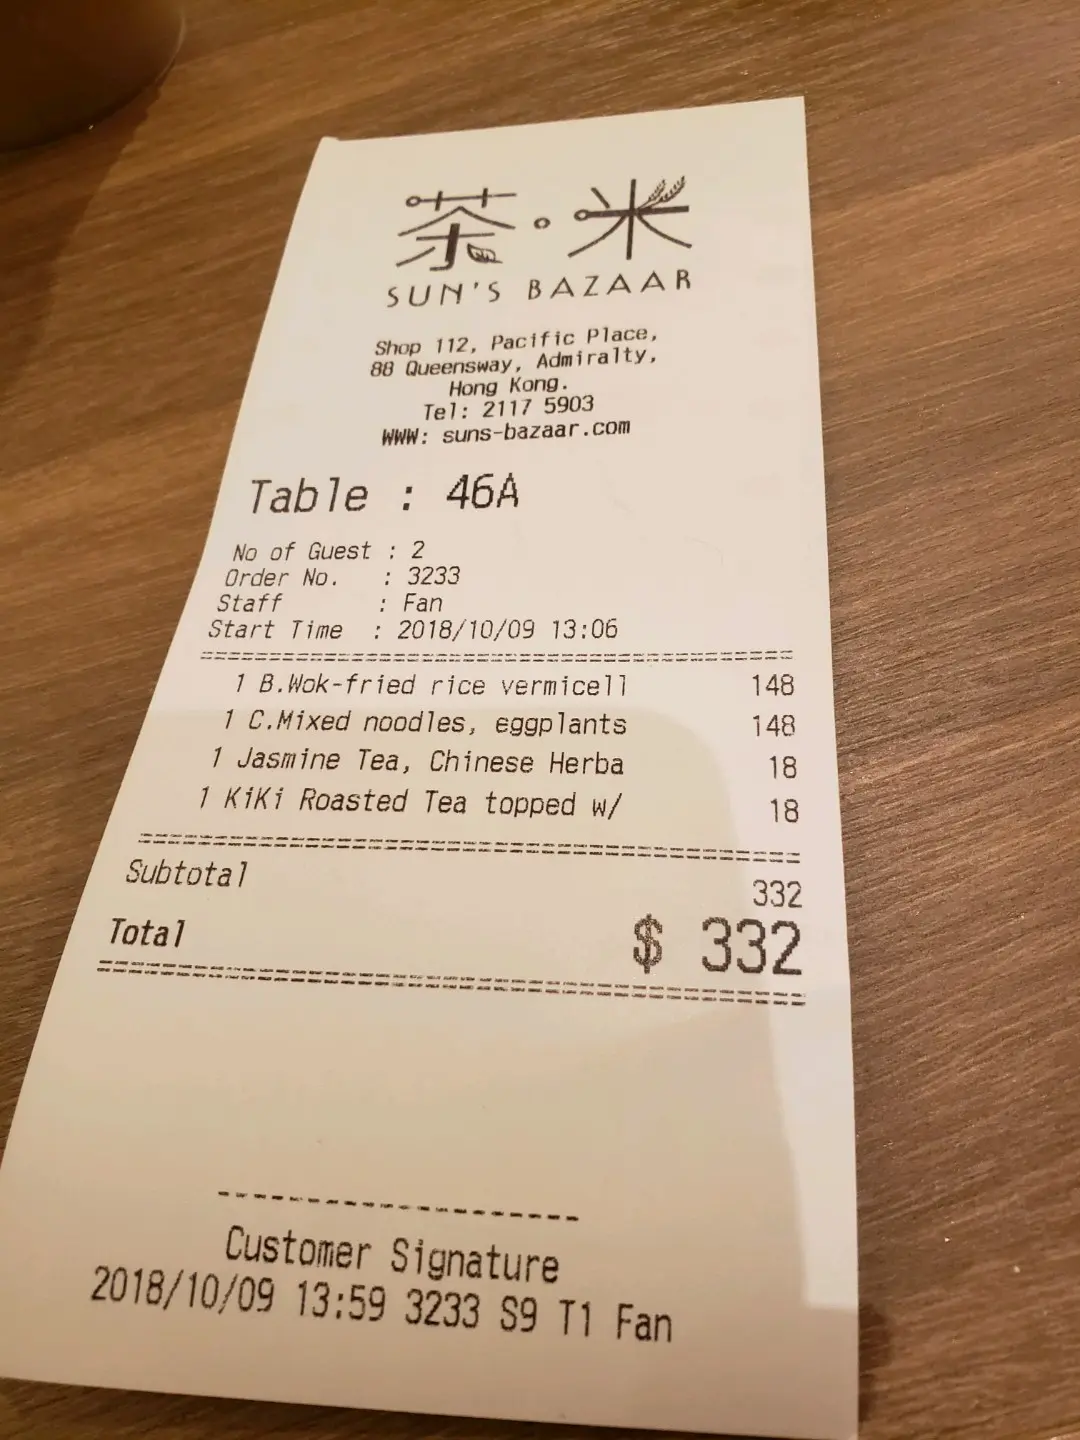 茶·米
SUN'S BAZAAR
Shop 112, Pacific Place,
88 Queensway, Admiralty,
Hong Kong.
Tel: 2117 5903
WWW: suns-bazaar.com
Table : 46A
No of Guest : 2
Order No. : 3233
Staff : Fan
Start Time : 2018/10/09 13:06
1 B.Wok-fried rice vermicell 148
1 C.Mixed noodles, eggplants 148
1 Jasmine Tea, Chinese Herba 18
1 KiKi Roasted Tea topped w/ 18
Subtotal 332
Total $ 332
Customer Signature
2018/10/09 13:59 3233 S9 T1 Fan